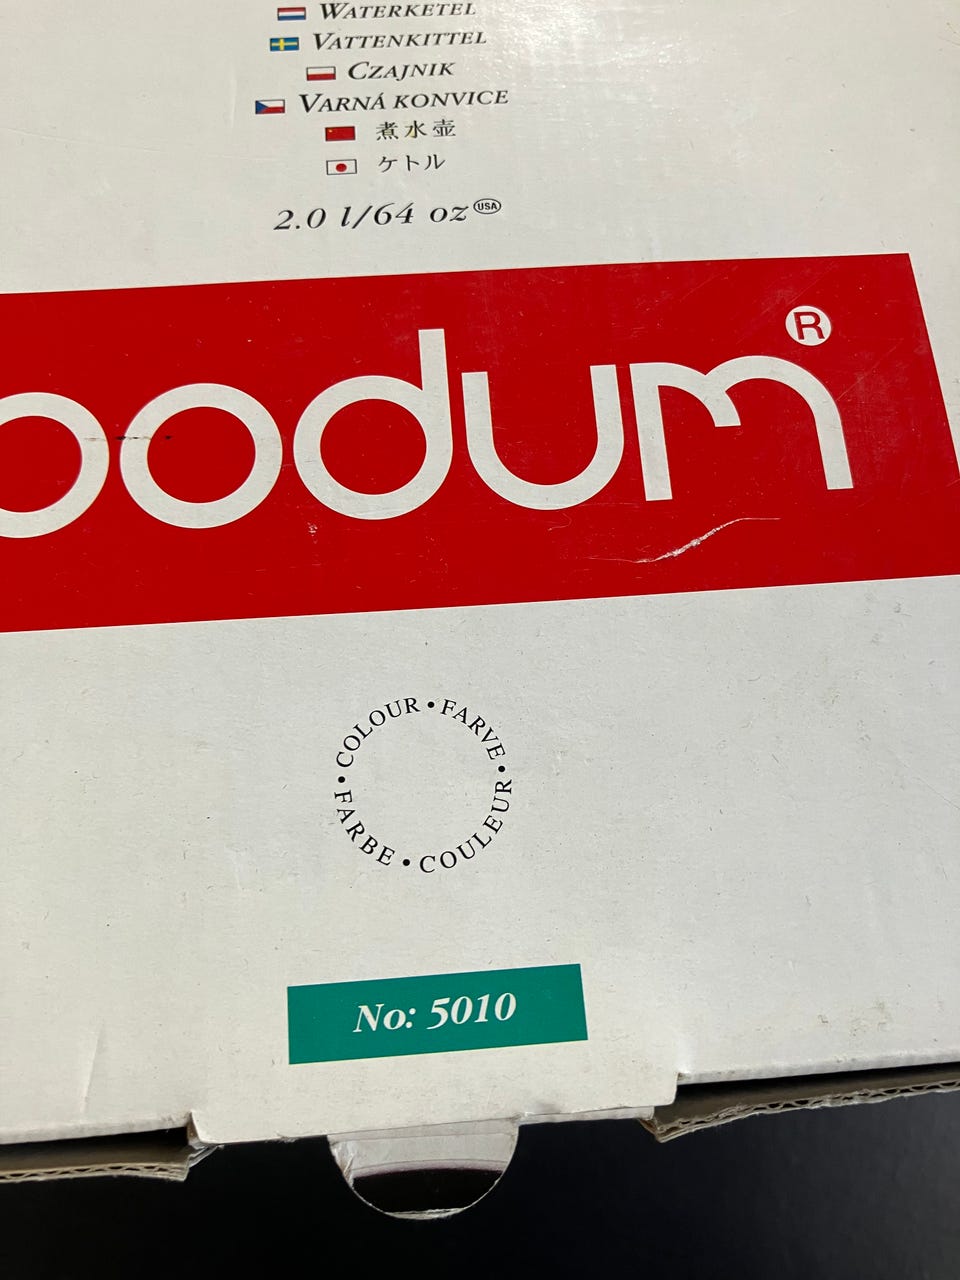 WATERKETEL
VATTENKITTEL
CZAJNIK
VARNÁ KONVICE
煮水壺
ケトル
2.0 l/64 oz USA
bodum®
COLOUR • FARVE • COULEUR • FARBE •
No: 5010